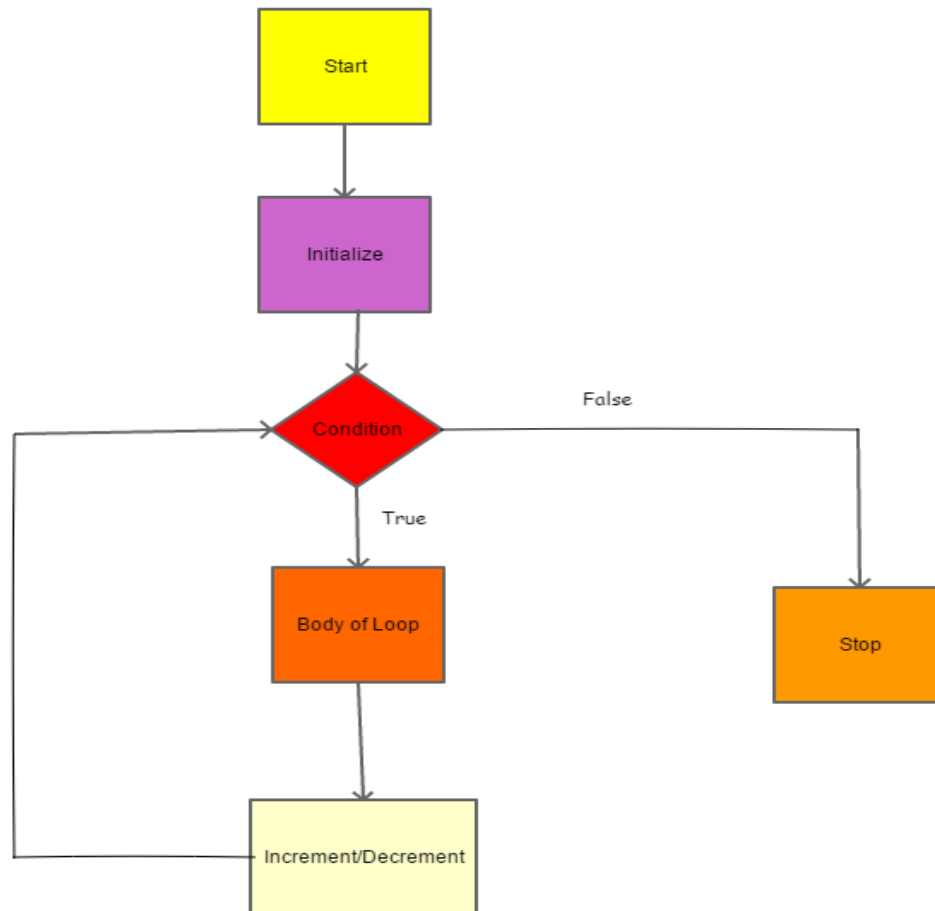 Start
Initialize
Condition
False
True
Body of Loop
Stop
Increment/Decrement